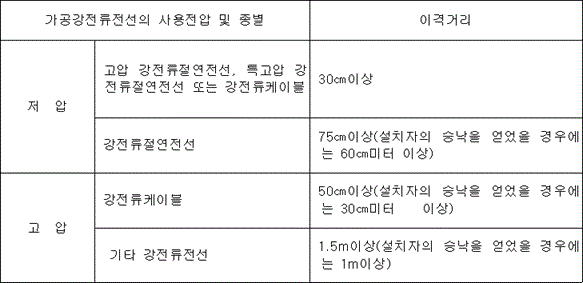 가공강전류전선의 사용전압 및 종별
이격거리
저 압
고압 강전류절연전선, 특고압 강
전류절연전선 또는 강전류케이블
30㎝이상
강전류절연전선
75㎝이상(설치자의 승낙을 얻었을 경우에
는 60㎝미터 이상)
고 압
강전류케이블
50㎝이상(설치자의 승낙을 얻었을 경우에
는 30㎝미터 이상)
기타 강전류전선
1.5m이상(설치자의 승낙을 얻었을 경우에
는 1m이상)